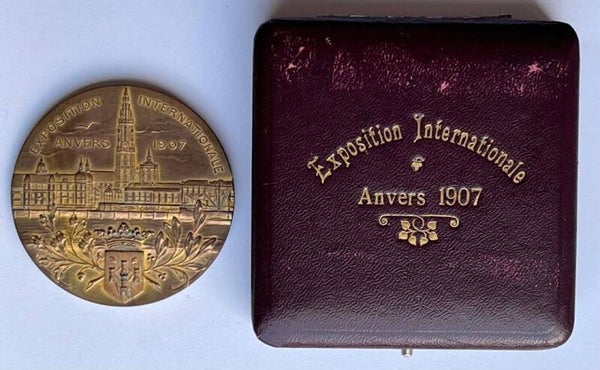 EXPOSITION INTERNATIONALE
ANVERS 1907
Exposition Internationale
Anvers 1907